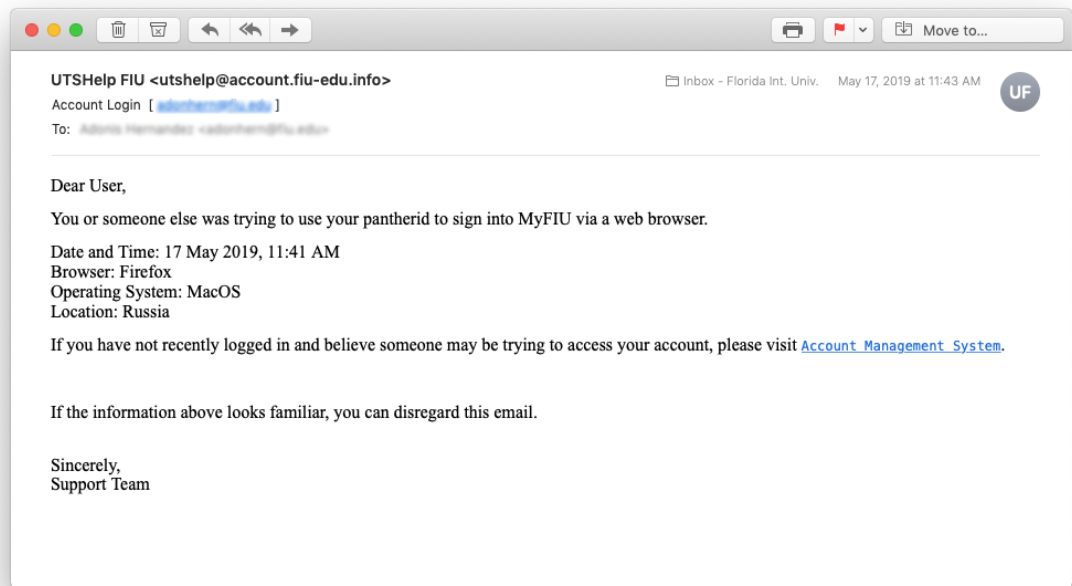 Move to...
UTSHelp FIU <utshelp@account.fiu-edu.info>
Inbox - Florida Int. Univ. May 17, 2019 at 11:43 AM
UF
Account Login [ ]
To:
Dear User,
You or someone else was trying to use your pantherid to sign into MyFIU via a web browser.
Date and Time: 17 May 2019, 11:41 AM
Browser: Firefox
Operating System: MacOS
Location: Russia
If you have not recently logged in and believe someone may be trying to access your account, please visit Account Management System.
If the information above looks familiar, you can disregard this email.
Sincerely,
Support Team